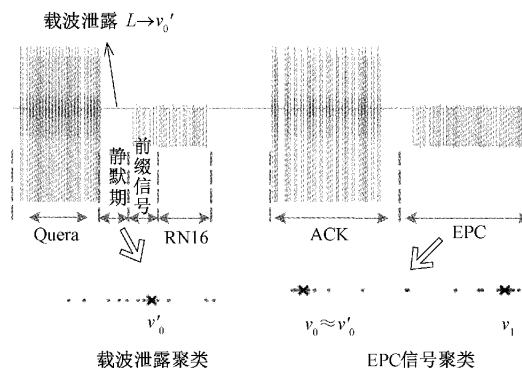 载波泄露 L→v′₀
静默期
前缀信号
Quera
RN16
ACK
EPC
v′₀
v₀≈v′₀
v₁
载波泄露聚类
EPC信号聚类